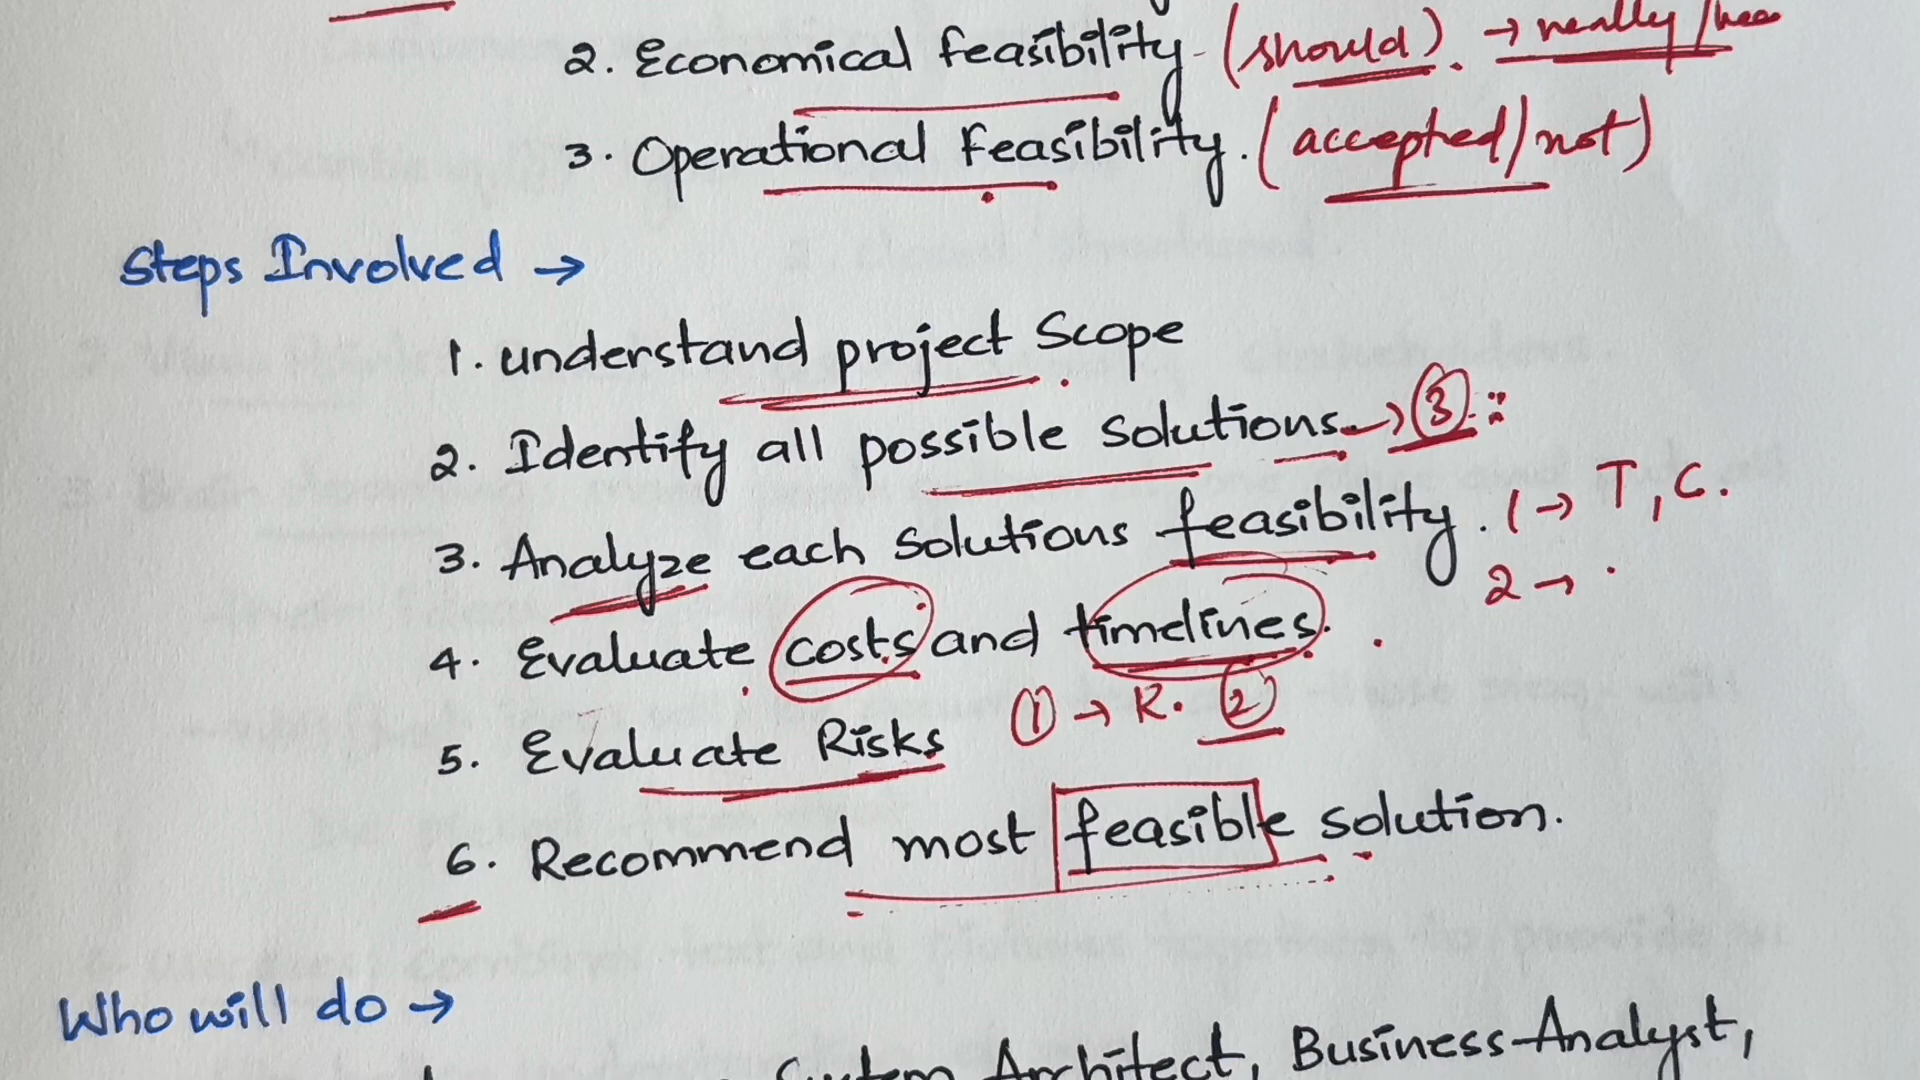 2. Economical feasibility - (should). → really /
3. Operational Feasibility. (accepted/not)
Steps Involved →
1. understand project Scope
2. Identify all possible solutions. → 3
3. Analyze each solutions feasibility. 1 → T, C.
2 →
4. Evaluate costs and timelines.
5. Evaluate Risks 1 → R. 2
6. Recommend most feasible solution.
Who will do →
System Architect, Business Analyst,